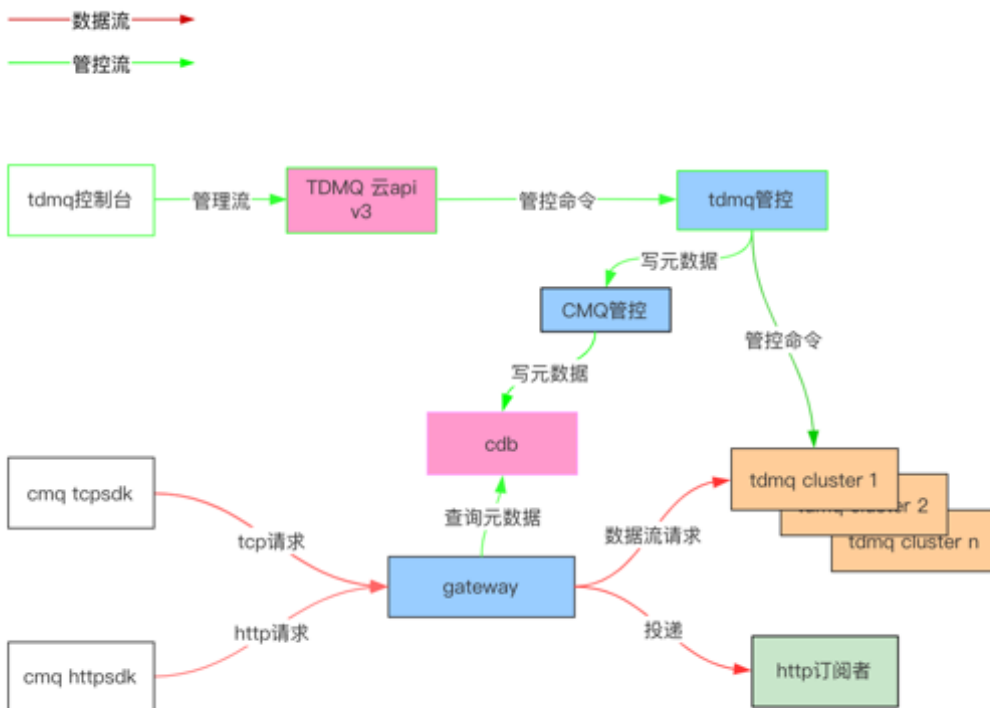 数据流
管控流
tdmq控制台
管理流
TDMQ 云api
v3
管控命令
tdmq管控
写元数据
CMQ管控
管控命令
写元数据
cdb
cmq tcpsdk
tdmq cluster 1
tdmq cluster 2
tdmq cluster n
查询元数据
数据流请求
tcp请求
gateway
http请求
投递
cmq httpsdk
http订阅者